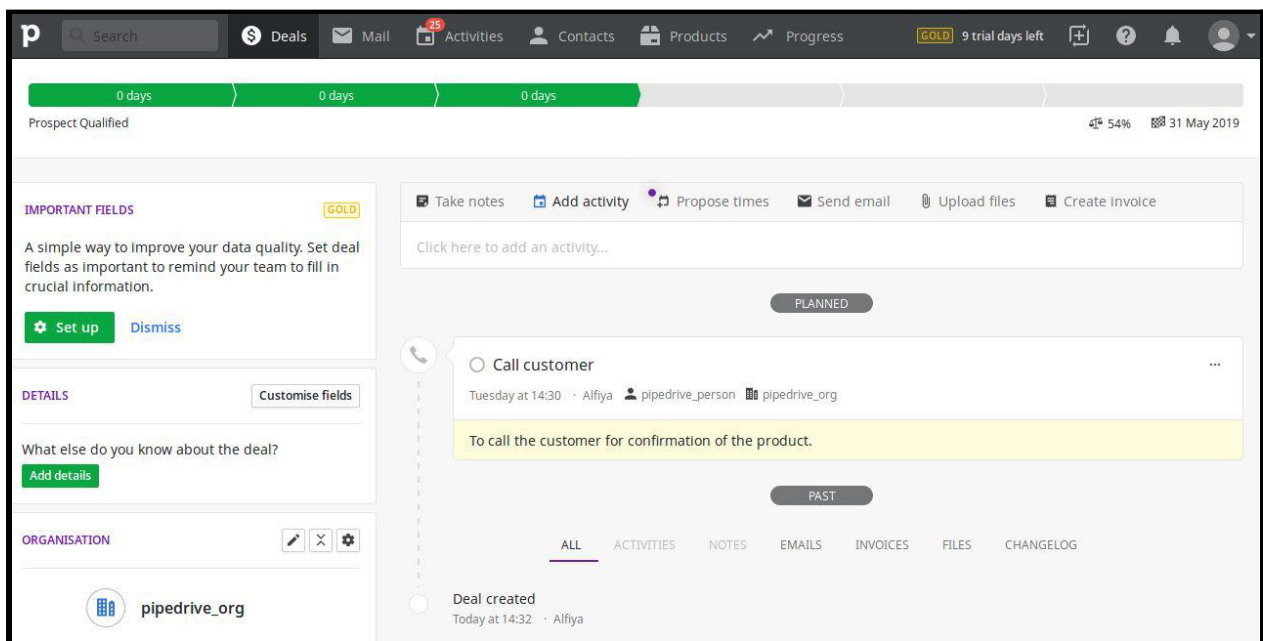 p Search Deals Mail 25 Activities Contacts Products Progress GOLD 9 trial days left
0 days 0 days 0 days
Prospect Qualified 54% 31 May 2019
IMPORTANT FIELDS GOLD
A simple way to improve your data quality. Set deal
fields as important to remind your team to fill in
crucial information.
Set up Dismiss
DETAILS Customise fields
What else do you know about the deal?
Add details
ORGANISATION
pipedrive_org
Take notes Add activity Propose times Send email Upload files Create invoice
Click here to add an activity...
PLANNED
Call customer
Tuesday at 14:30 · Alfiya pipedrive_person pipedrive_org
To call the customer for confirmation of the product.
PAST
ALL ACTIVITIES NOTES EMAILS INVOICES FILES CHANGELOG
Deal created
Today at 14:32 · Alfiya